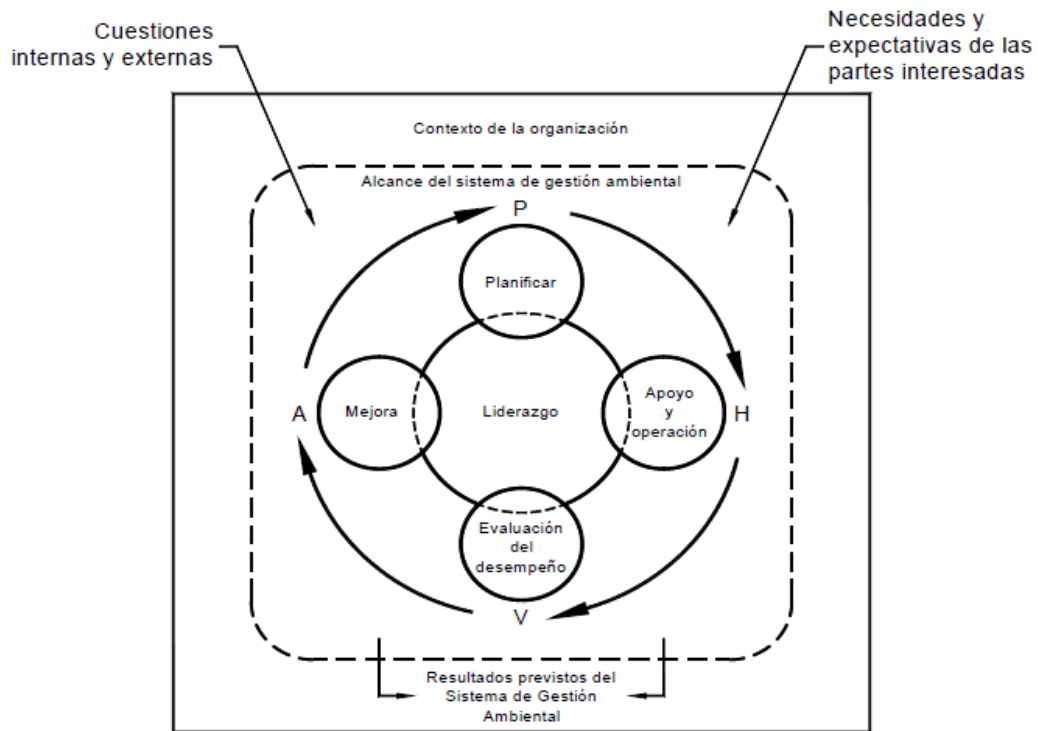 Cuestiones
internas y externas
Necesidades y
expectativas de las
partes interesadas
Contexto de la organización
Alcance del sistema de gestión ambiental
P
Planificar
A
Mejora
Liderazgo
Apoyo
y
operación
H
Evaluación
del
desempeño
V
Resultados previstos del
Sistema de Gestión
Ambiental